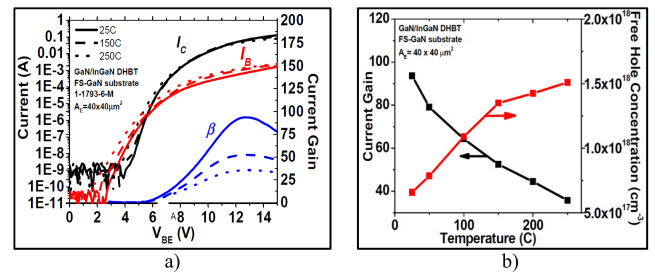 25C
150C
250C
GaN/InGaN DHBT
FS-GaN substrate
1-1793-6-M
A_E=40x40μm²
I_C
I_B
β
Current (A)
0.1
0.01
1E-3
1E-4
1E-5
1E-6
1E-7
1E-8
1E-9
1E-10
1E-11
0 2 4 6 A8 10 12 14
V_BE (V)
200
175
150
125
100
75
50
25
0
Current Gain
a)
GaN/InGaN DHBT
FS-GaN substrate
A_E= 40 x 40 μm²
Current Gain
120
100
80
60
40
0 50 100 150 200 250
Temperature (C)
2.0x10¹⁸
1.5x10¹⁸
1.0x10¹⁸
5.0x10¹⁷
Free Hole Concentration (cm⁻³)
b)